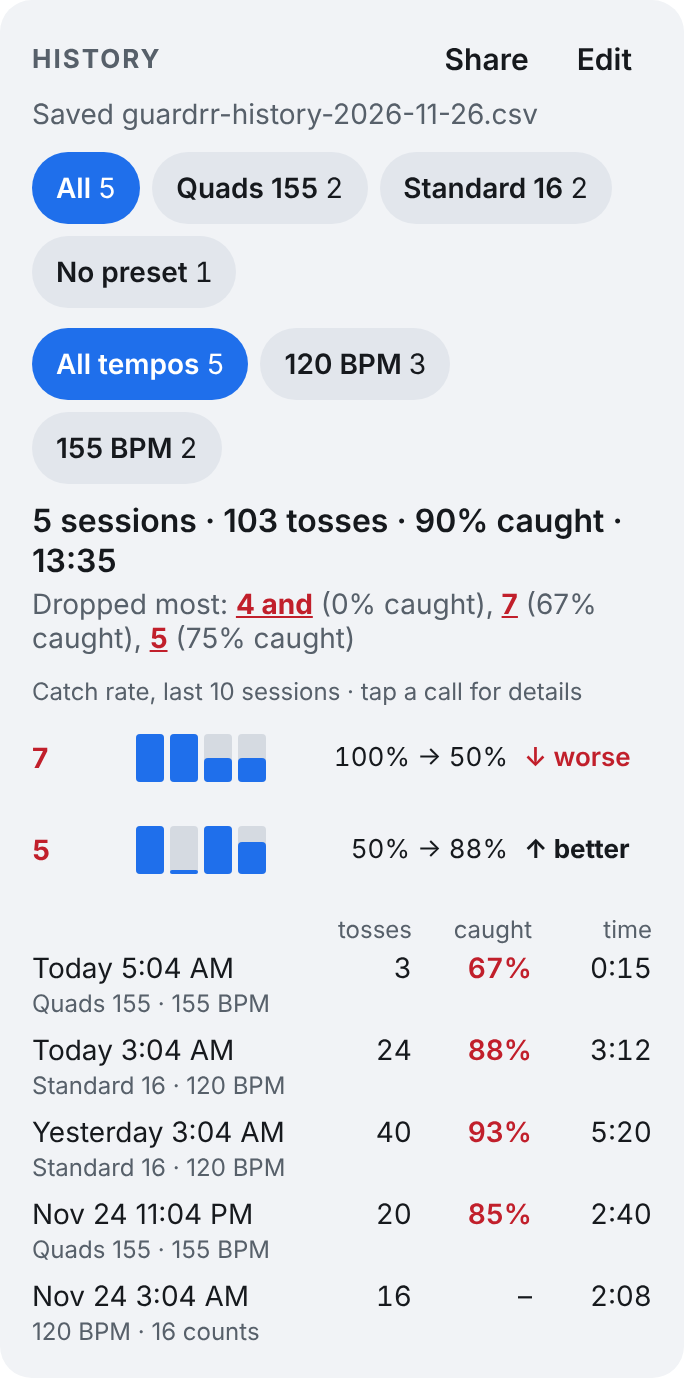 HISTORY Share Edit
Saved guardrr-history-2026-11-26.csv
All 5 Quads 155 2 Standard 16 2
No preset 1
All tempos 5 120 BPM 3
155 BPM 2
5 sessions · 103 tosses · 90% caught ·
13:35
Dropped most: 4 and (0% caught), 7 (67%
caught), 5 (75% caught)
Catch rate, last 10 sessions · tap a call for details
7 100% → 50% ↓ worse
5 50% → 88% ↑ better
tosses caught time
Today 5:04 AM 3 67% 0:15
Quads 155 · 155 BPM
Today 3:04 AM 24 88% 3:12
Standard 16 · 120 BPM
Yesterday 3:04 AM 40 93% 5:20
Standard 16 · 120 BPM
Nov 24 11:04 PM 20 85% 2:40
Quads 155 · 155 BPM
Nov 24 3:04 AM 16 – 2:08
120 BPM · 16 counts